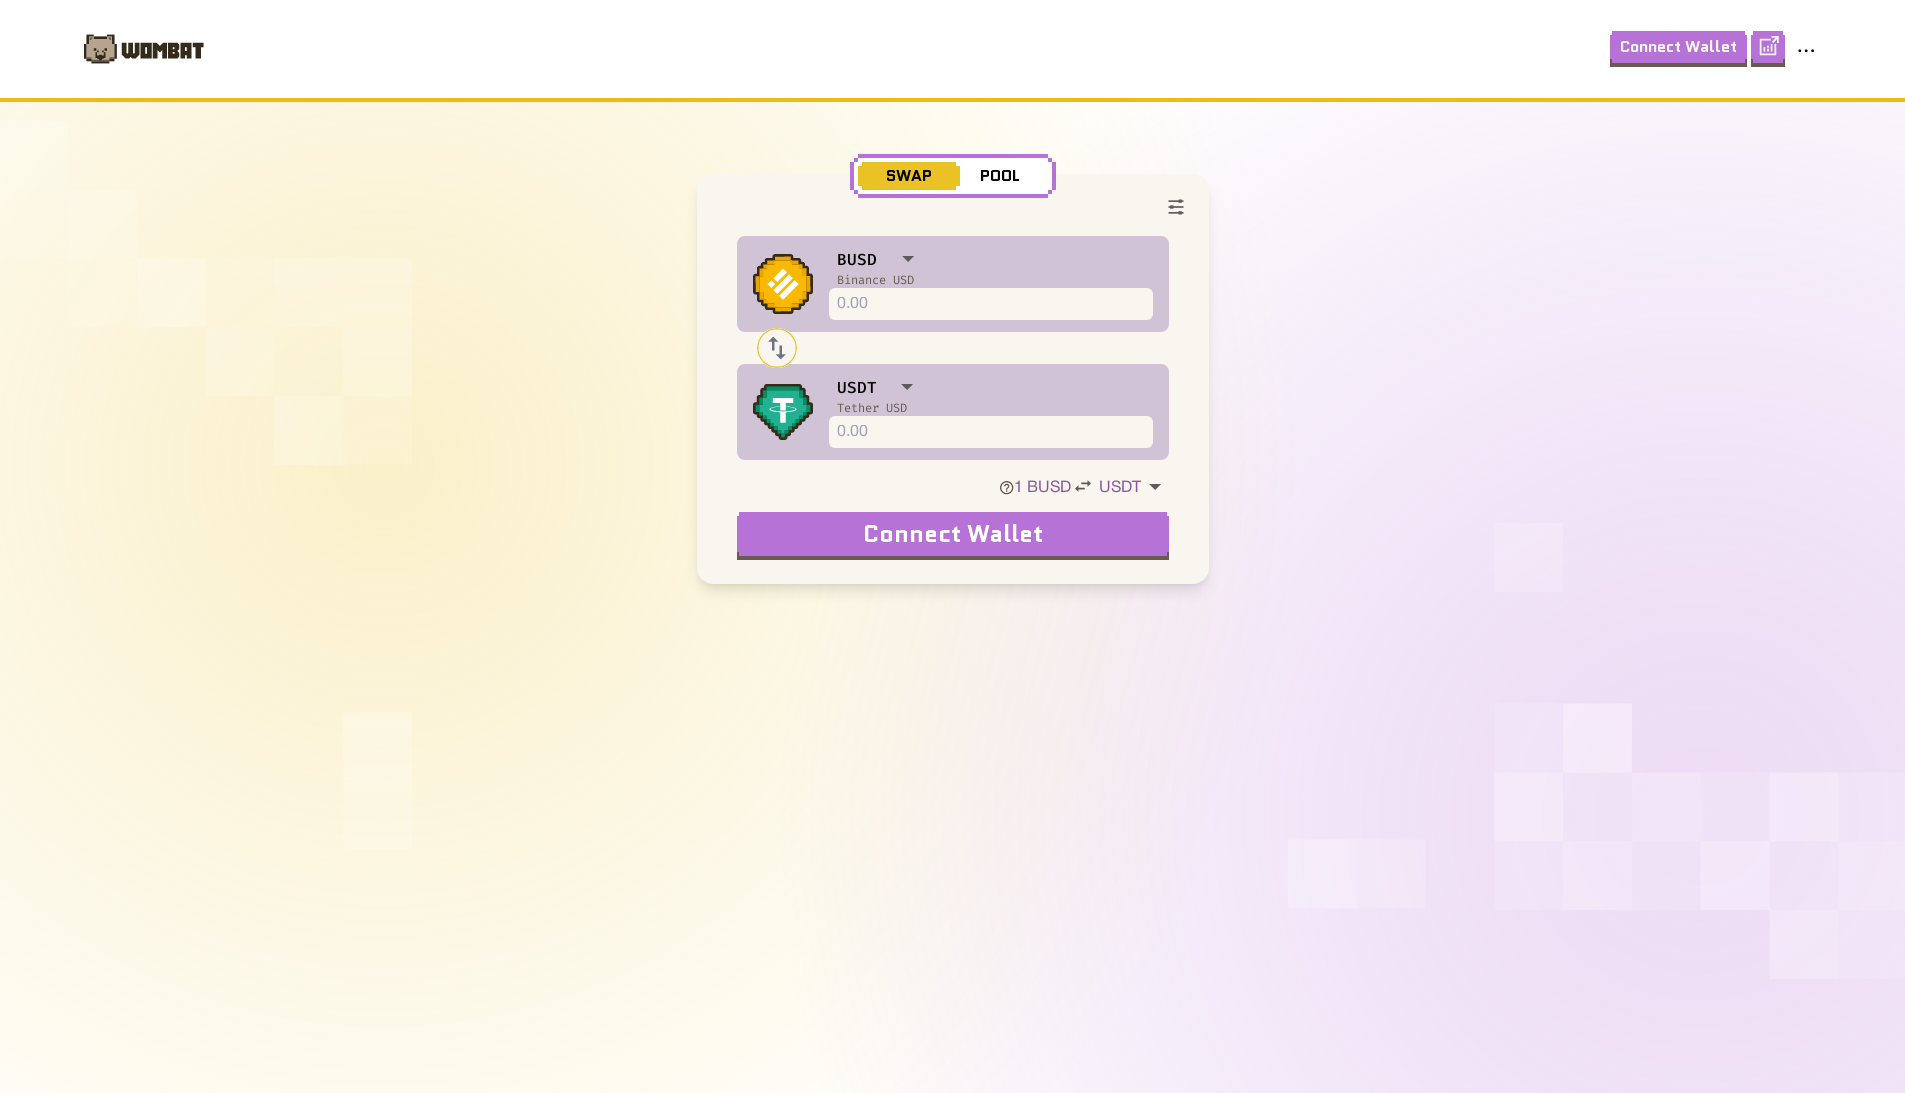 WOMBAT
Connect Wallet
...
SWAP
POOL
BUSD
Binance USD
0.00
USDT
Tether USD
0.00
1 BUSD USDT
Connect Wallet